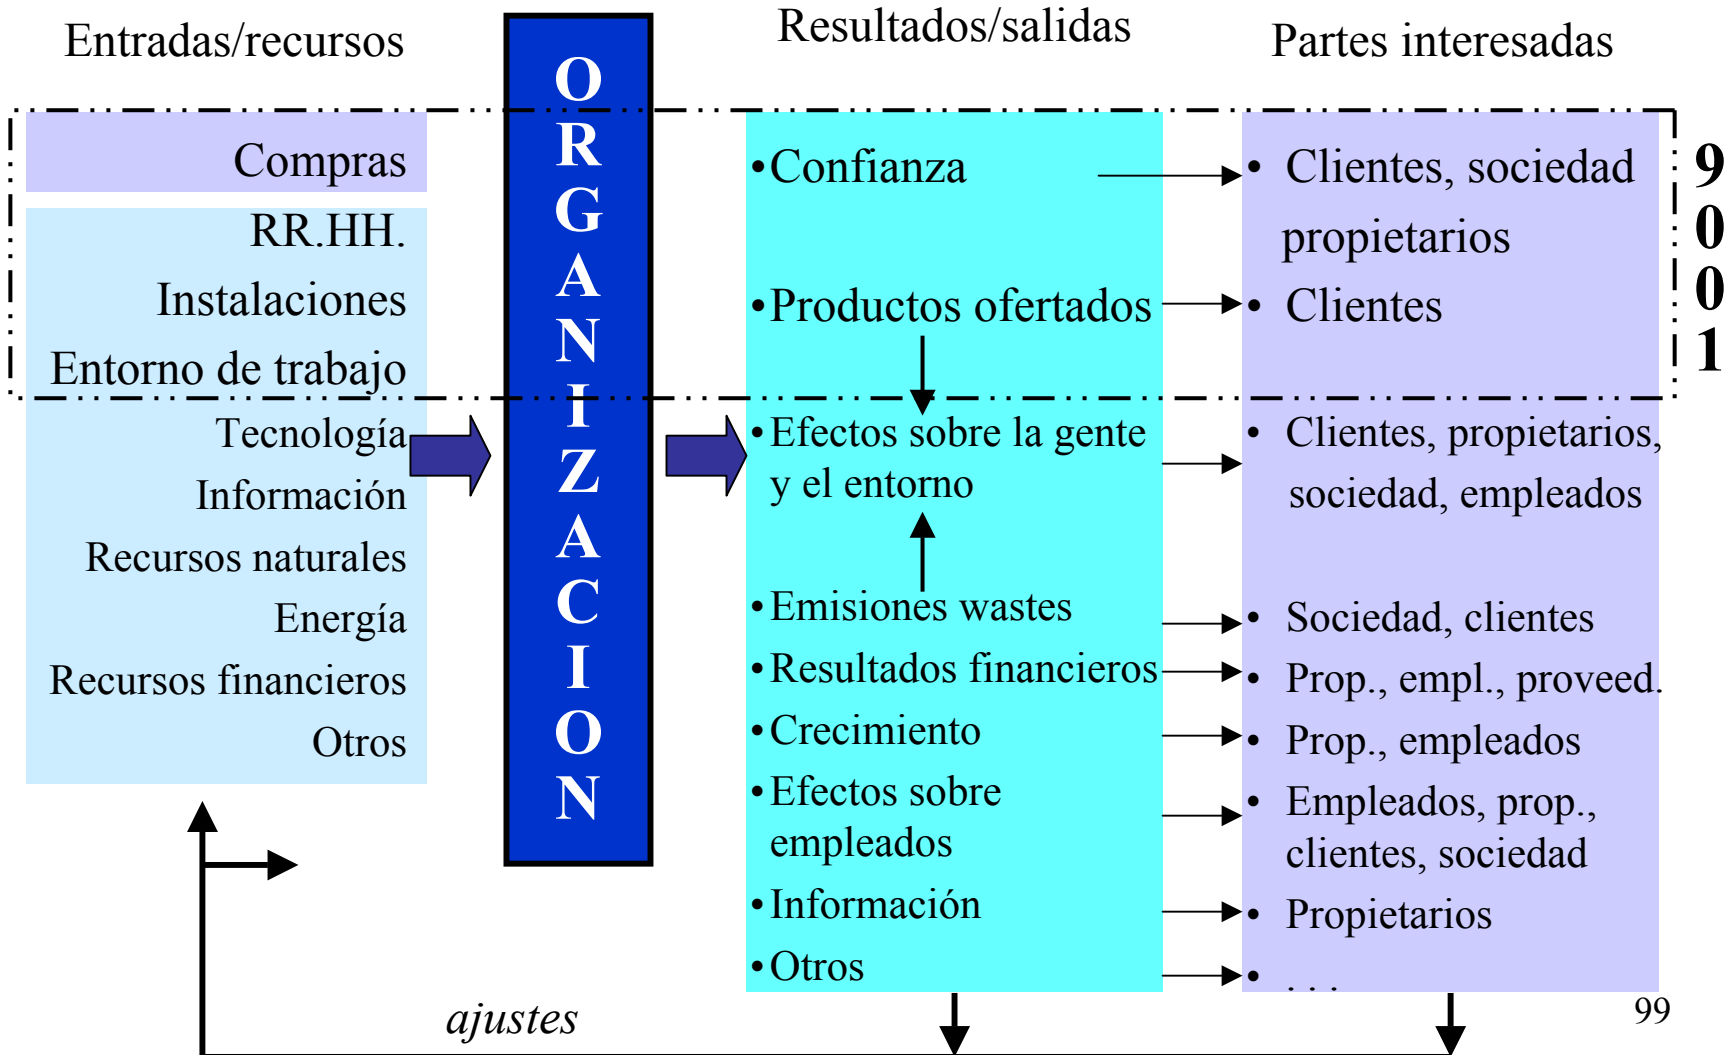 Entradas/recursos
Resultados/salidas
Partes interesadas
Compras
RR.HH.
Instalaciones
Entorno de trabajo
Tecnología
Información
Recursos naturales
Energía
Recursos financieros
Otros
O
R
G
A
N
I
Z
A
C
I
O
N
•Confianza
•Productos ofertados
•Efectos sobre la gente
y el entorno
•Emisiones wastes
•Resultados financieros
•Crecimiento
•Efectos sobre
empleados
•Información
•Otros
• Clientes, sociedad
propietarios
• Clientes
• Clientes, propietarios,
sociedad, empleados
• Sociedad, clientes
• Prop., empl., proveed.
• Prop., empleados
• Empleados, prop.,
clientes, sociedad
• Propietarios
• . . .
9
0
0
1
ajustes
99